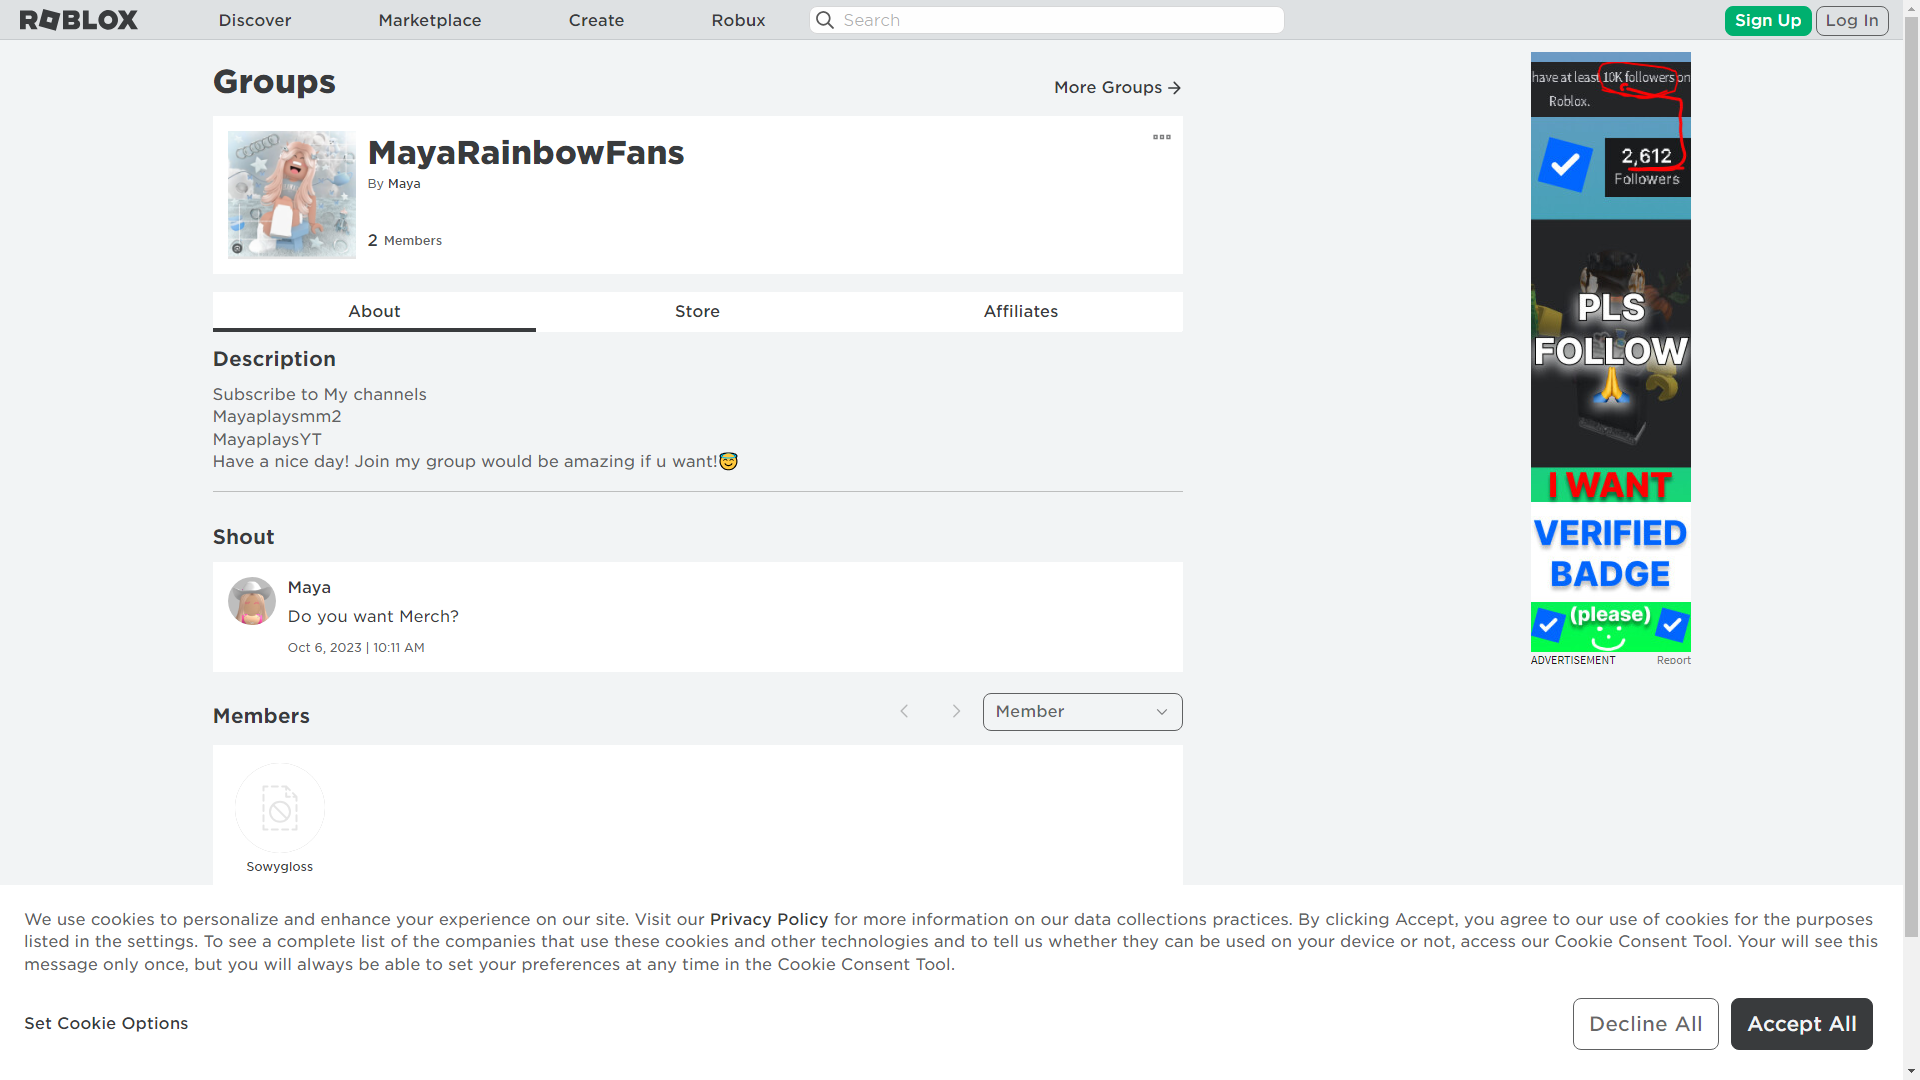 ROBLOX
Discover
Marketplace
Create
Robux
Search
Sign Up
Log In
Groups
More Groups
MayaRainbowFans
By Maya
2 Members
About
Store
Affiliates
Description
Subscribe to My channels
Mayaplaysmm2
MayaplaysYT
Have a nice day! Join my group would be amazing if u want!😇
Shout
Maya
Do you want Merch?
Oct 6, 2023 | 10:11 AM
Members
Member
Sowygloss
have at least 10K followers on
Roblox.
2,612
Followers
PLS
FOLLOW
🙏
I WANT
VERIFIED
BADGE
(please)
ADVERTISEMENT
Report
We use cookies to personalize and enhance your experience on our site. Visit our Privacy Policy for more information on our data collections practices. By clicking Accept, you agree to our use of cookies for the purposes
listed in the settings. To see a complete list of the companies that use these cookies and other technologies and to tell us whether they can be used on your device or not, access our Cookie Consent Tool. Your will see this
message only once, but you will always be able to set your preferences at any time in the Cookie Consent Tool.
Set Cookie Options
Decline All
Accept All